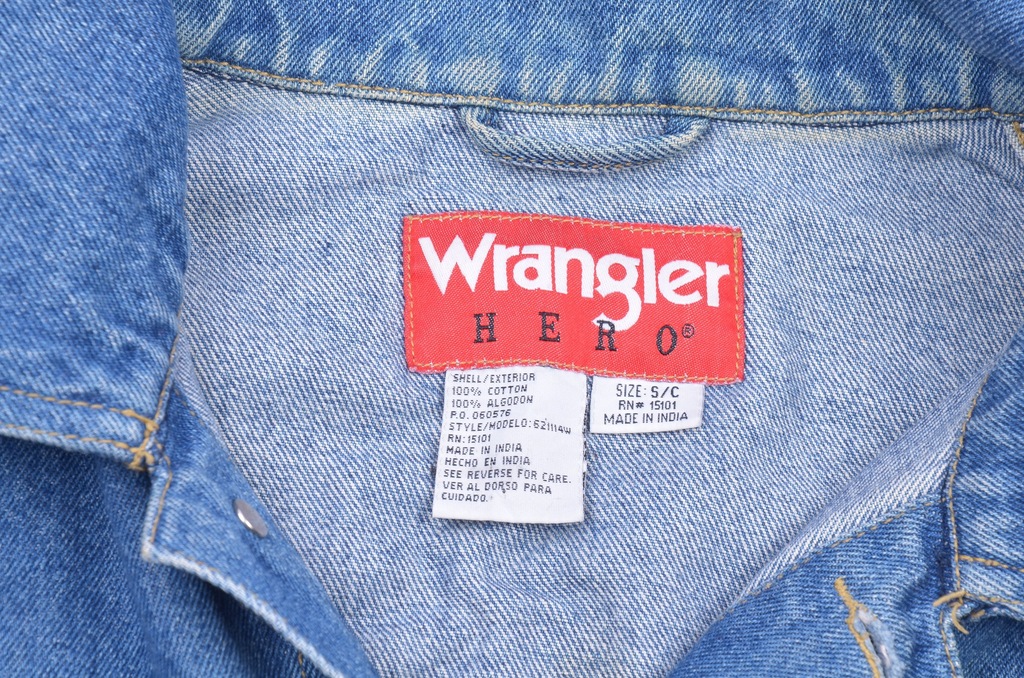 Wrangler
HERO®
SHELL/EXTERIOR
100% COTTON
100% ALGODON
P.O. 060576
STYLE/MODELO: 62111AW
RN: 15101
MADE IN INDIA
HECHO EN INDIA
SEE REVERSE FOR CARE.
VER AL DORSO PARA
CUIDADO.
SIZE: S/C
RN# 15101
MADE IN INDIA